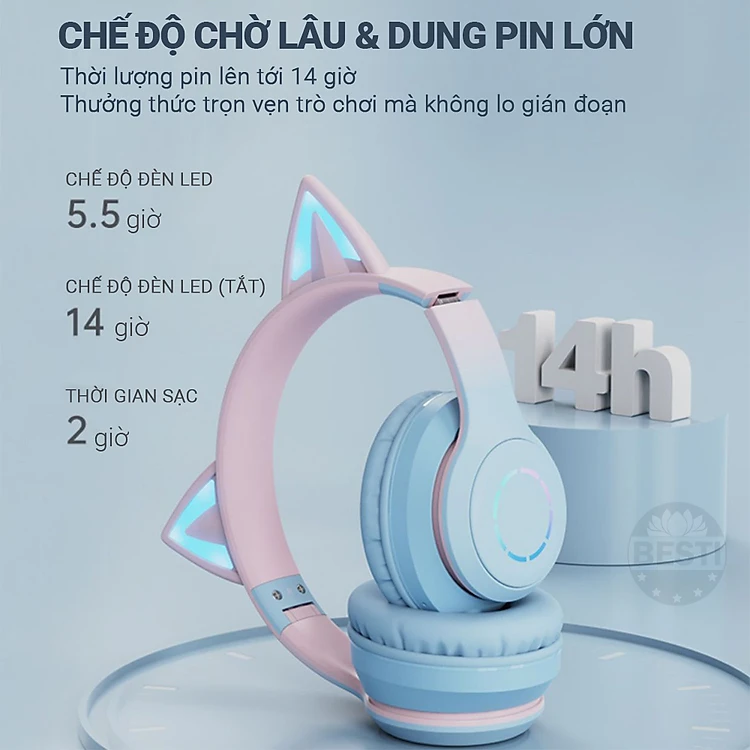 CHẾ ĐỘ CHỜ LÂU & DUNG PIN LỚN
Thời lượng pin lên tới 14 giờ
Thưởng thức trọn vẹn trò chơi mà không lo gián đoạn
CHẾ ĐỘ ĐÈN LED
5.5 giờ
CHẾ ĐỘ ĐÈN LED (TẮT)
14 giờ
THỜI GIAN SẠC
2 giờ
14h
BESTI